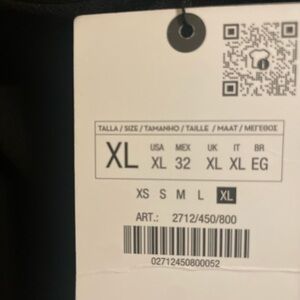 TALLA / SIZE / TAMANHO / TAILLE / MAAT / ΜΕΓΕΘΟΣ
XL
USA MEX UK IT BR
XL 32 XL XL EG
XS S M L XL
ART.: 2712/450/800
02712450800052